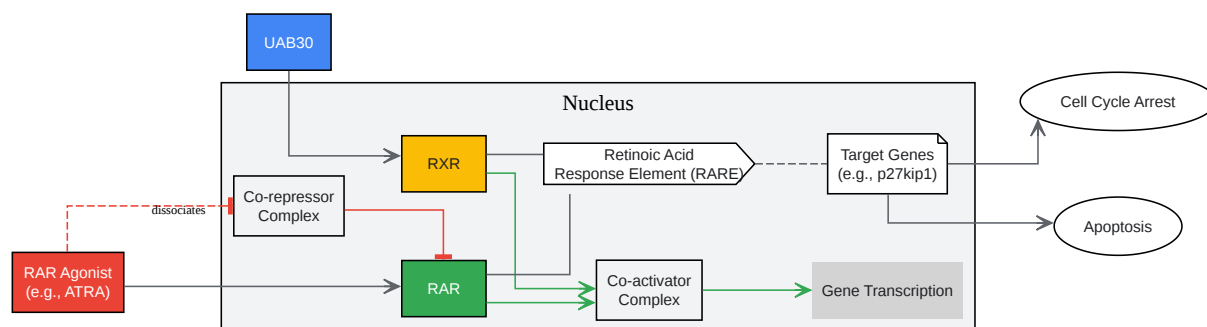 UAB30
Nucleus
Cell Cycle Arrest
RXR
Retinoic Acid
Response Element (RARE)
Target Genes
(e.g., p27kip1)
Co-repressor
Complex
dissociates
Apoptosis
RAR Agonist
(e.g., ATRA)
RAR
Co-activator
Complex
Gene Transcription